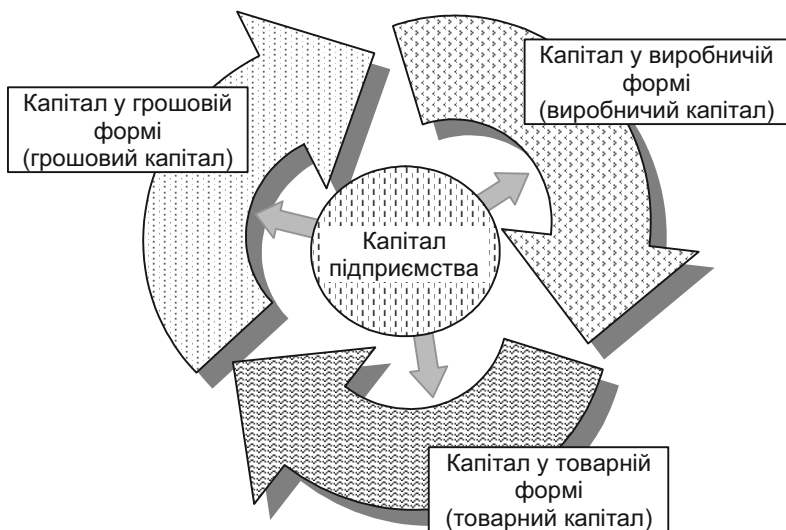 Капітал у грошовій
формі
(грошовий капітал)
Капітал у виробничій
формі
(виробничий капітал)
Капітал
підприємства
Капітал у товарній
формі
(товарний капітал)